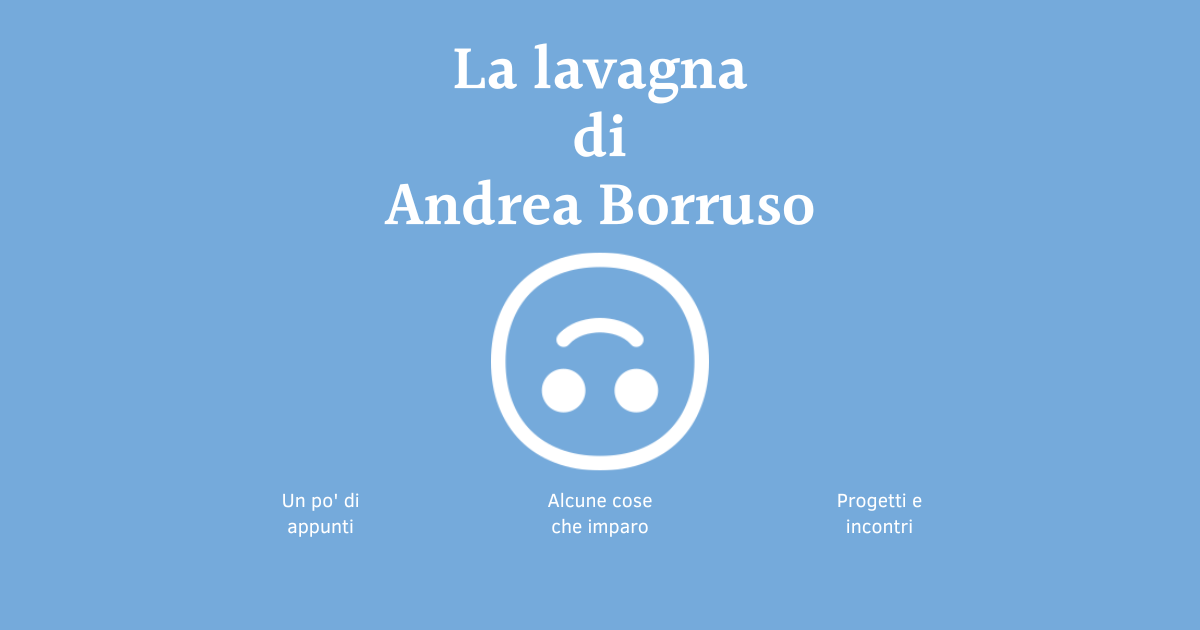 La lavagna
di
Andrea Borruso
Un po' di
appunti
Alcune cose
che imparo
Progetti e
incontri